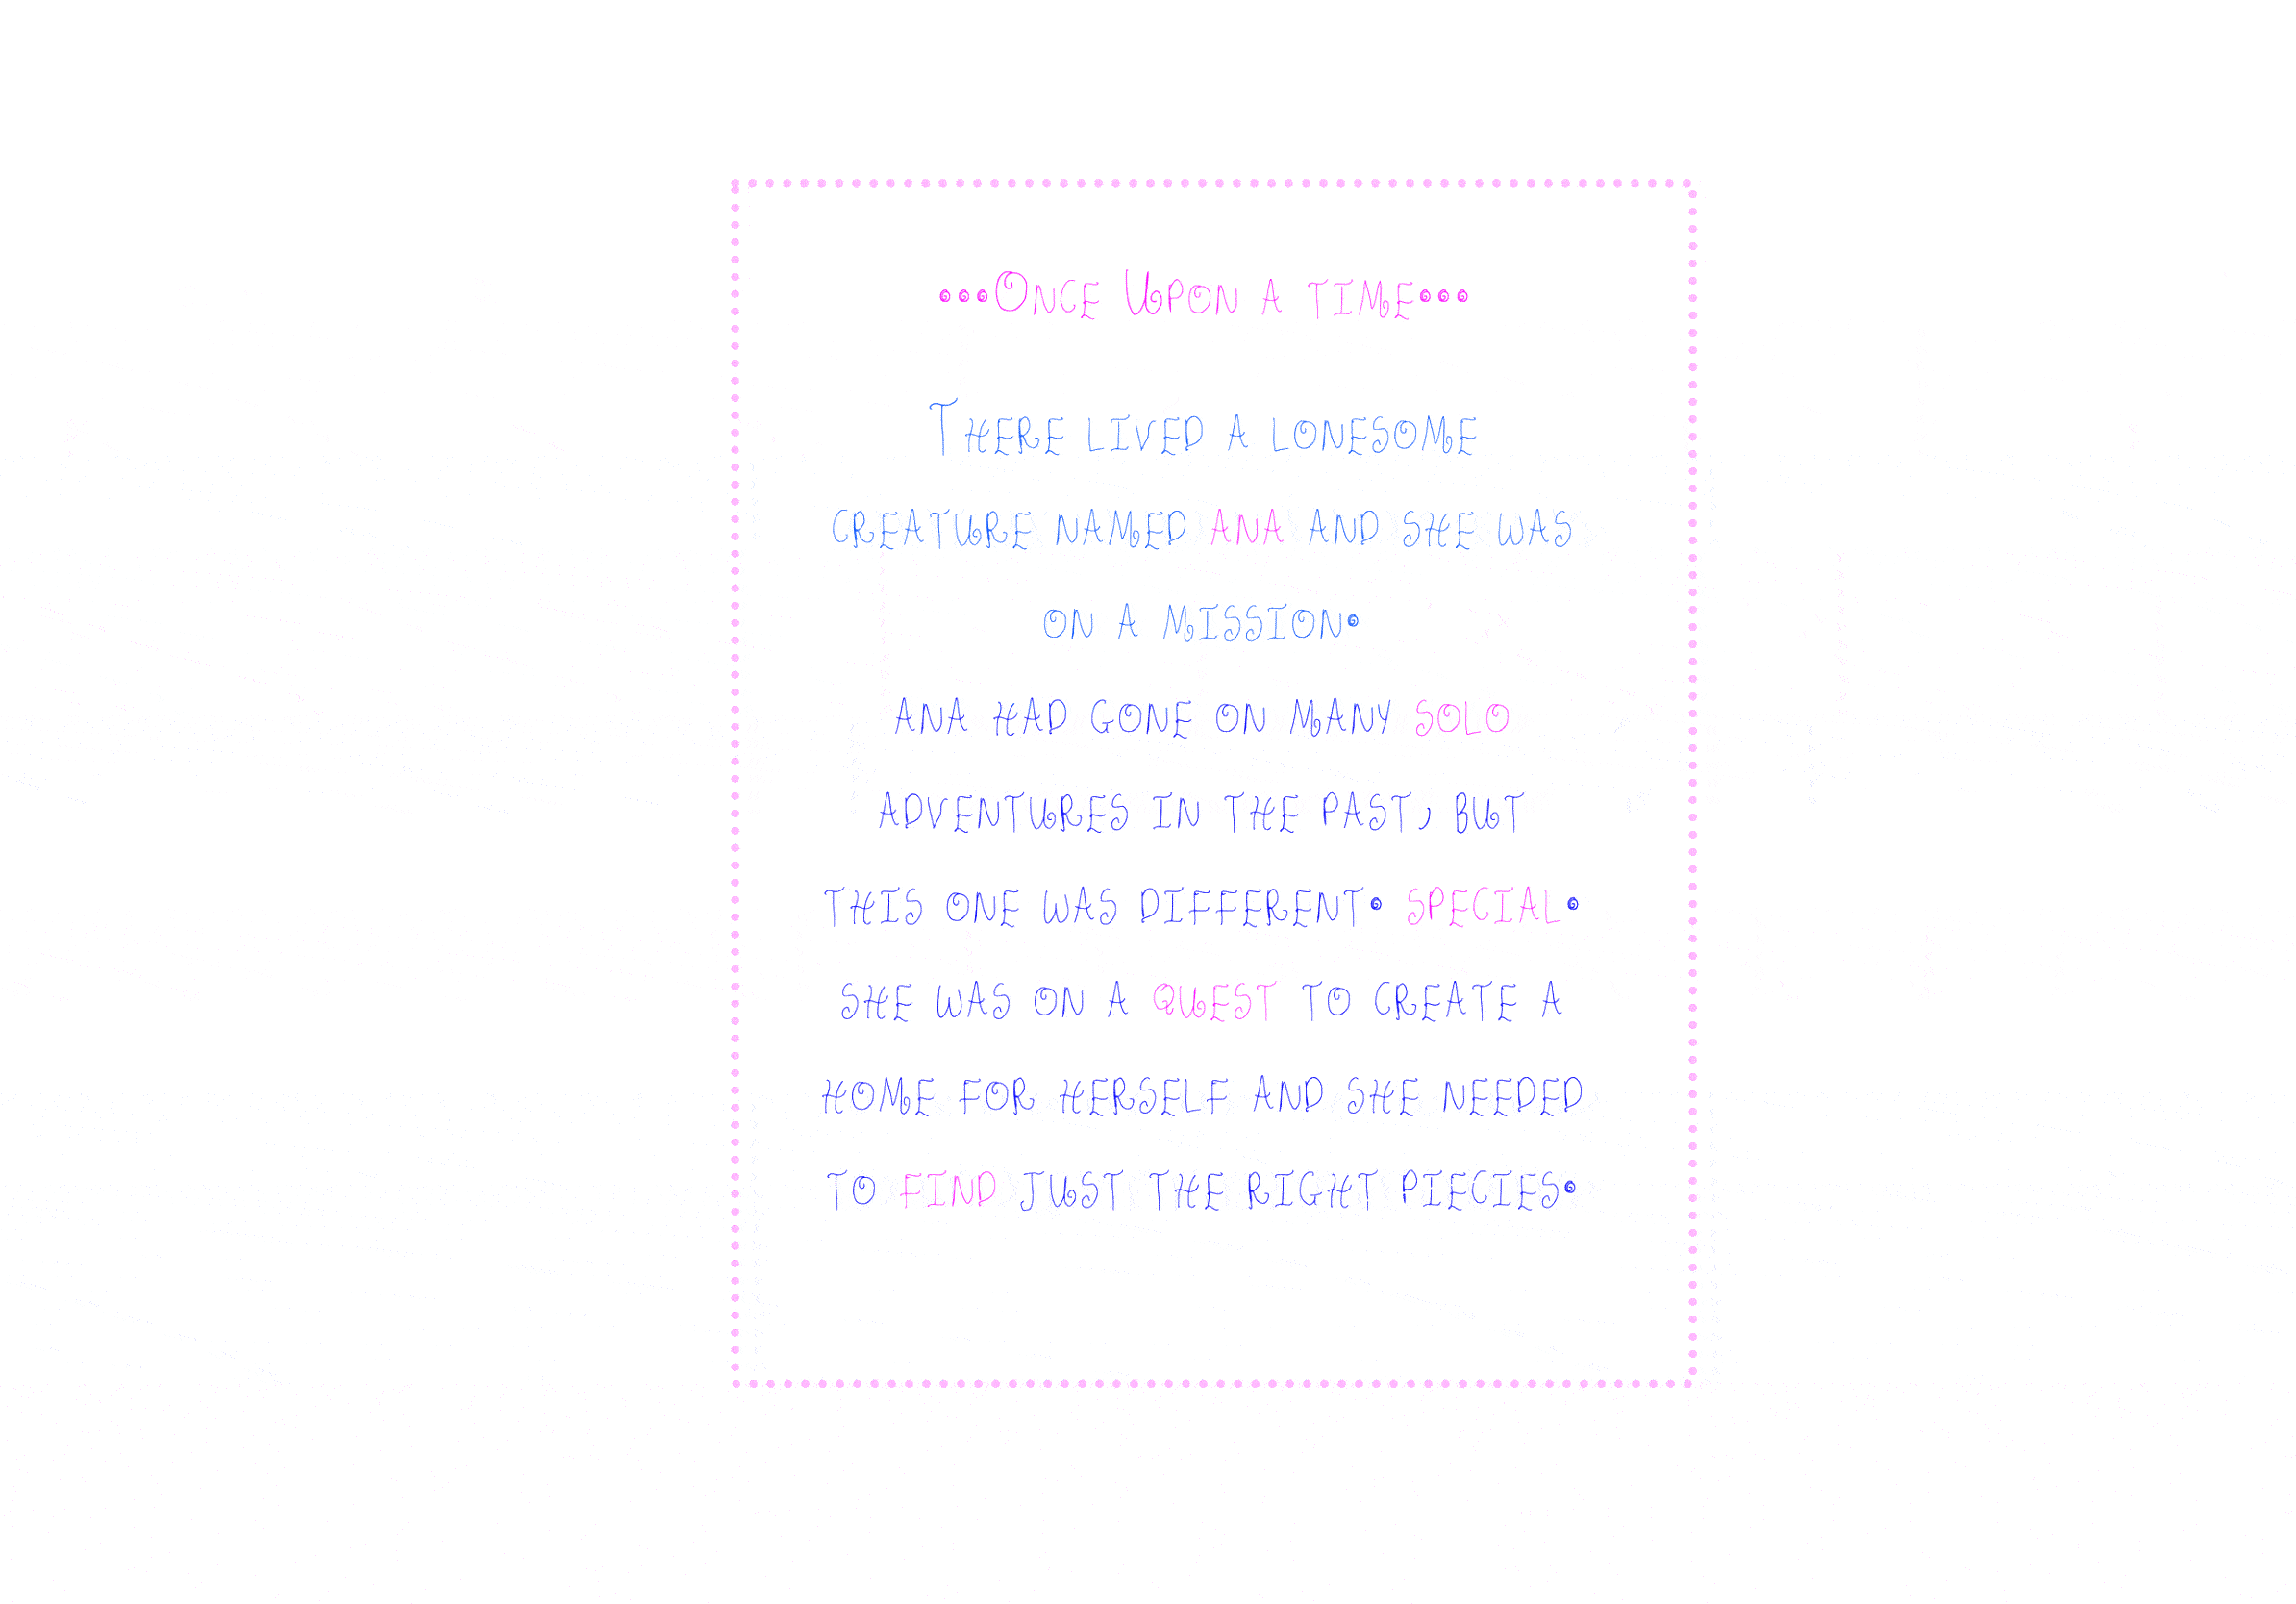 ...Once Upon a time...
There lived a lonesome
creature named ana and she was
on a mission.
ana had gone on many solo
adventures in the past, but
this one was different. special.
she was on a quest to create a
home for herself and she needed
to find just the right piecies.